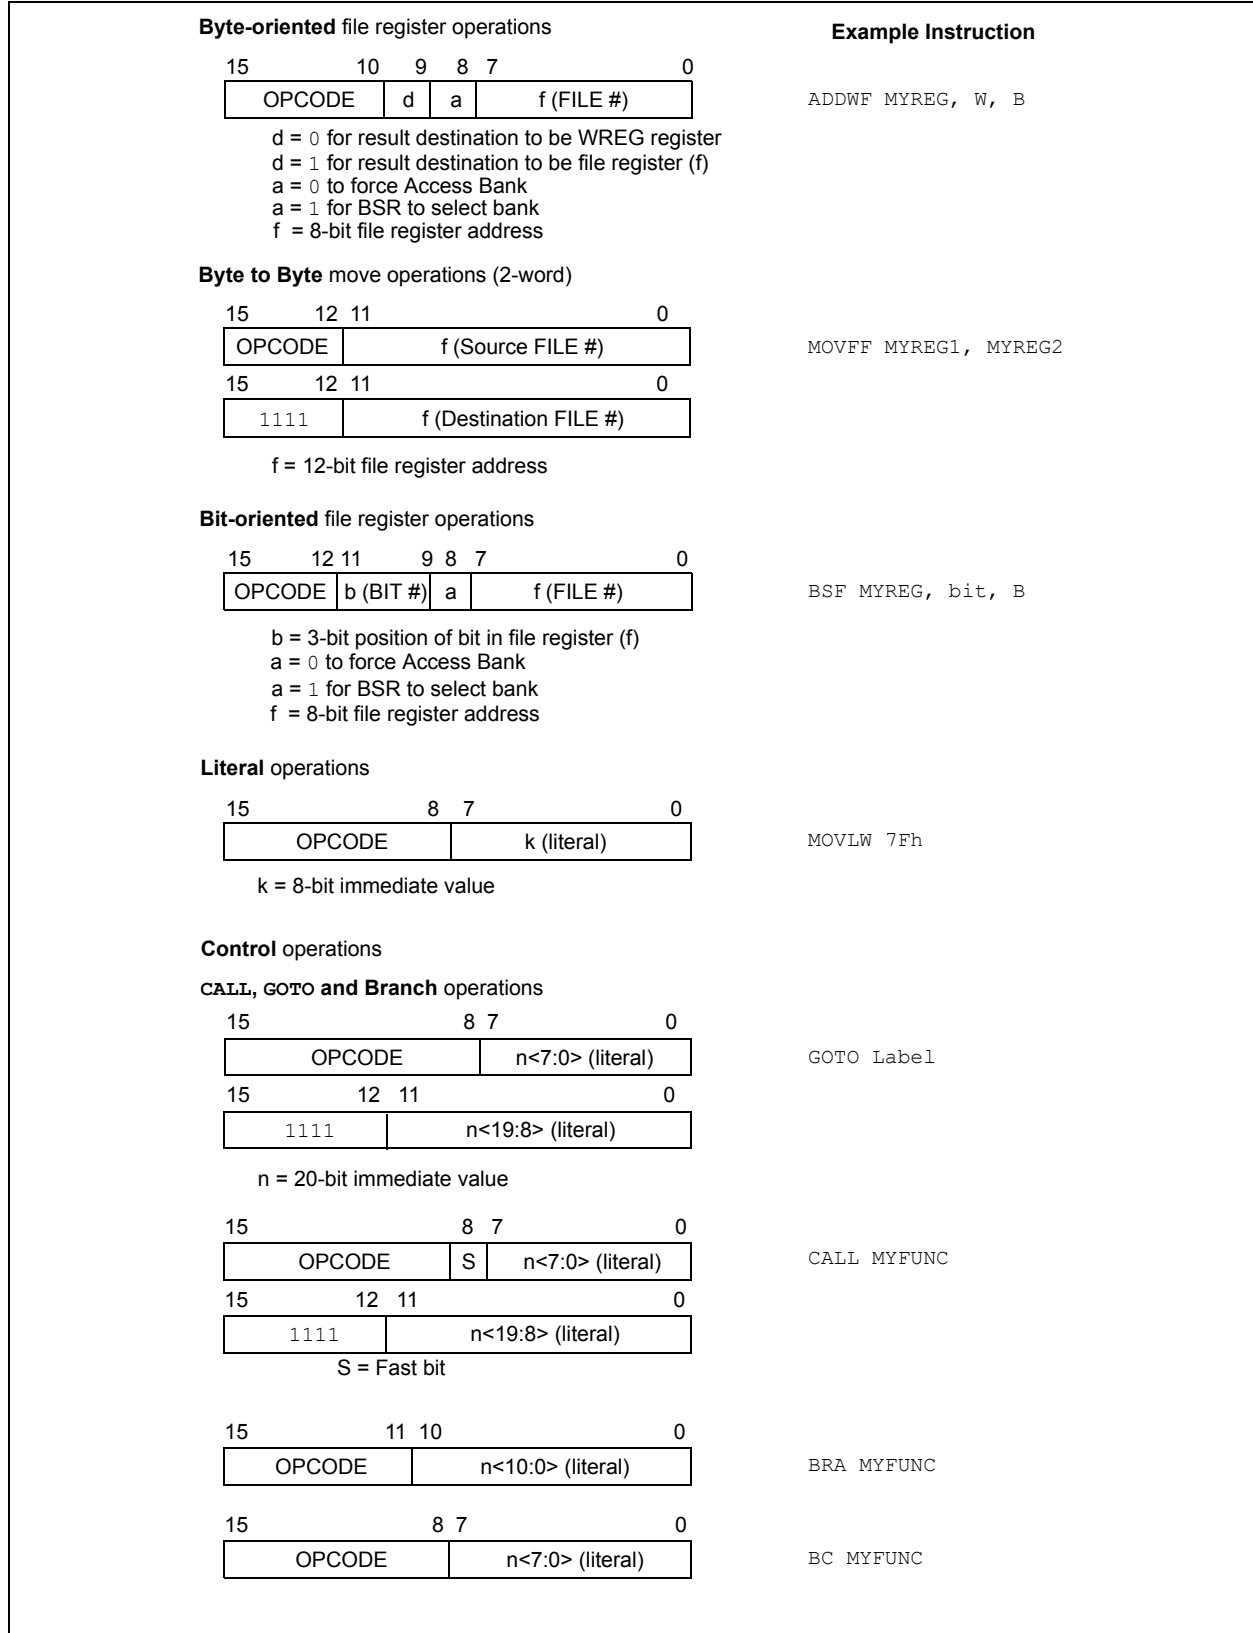 Byte-oriented file register operations
Example Instruction
15 10 9 8 7 0
OPCODE d a f (FILE #)
ADDWF MYREG, W, B
d = 0 for result destination to be WREG register
d = 1 for result destination to be file register (f)
a = 0 to force Access Bank
a = 1 for BSR to select bank
f = 8-bit file register address
Byte to Byte move operations (2-word)
15 12 11 0
OPCODE f (Source FILE #)
MOVFF MYREG1, MYREG2
15 12 11 0
1111 f (Destination FILE #)
f = 12-bit file register address
Bit-oriented file register operations
15 12 11 9 8 7 0
OPCODE b (BIT #) a f (FILE #)
BSF MYREG, bit, B
b = 3-bit position of bit in file register (f)
a = 0 to force Access Bank
a = 1 for BSR to select bank
f = 8-bit file register address
Literal operations
15 8 7 0
OPCODE k (literal)
MOVLW 7Fh
k = 8-bit immediate value
Control operations
CALL, GOTO and Branch operations
15 8 7 0
OPCODE n<7:0> (literal)
GOTO Label
15 12 11 0
1111 n<19:8> (literal)
n = 20-bit immediate value
15 8 7 0
OPCODE S n<7:0> (literal)
CALL MYFUNC
15 12 11 0
1111 n<19:8> (literal)
S = Fast bit
15 11 10 0
OPCODE n<10:0> (literal)
BRA MYFUNC
15 8 7 0
OPCODE n<7:0> (literal)
BC MYFUNC